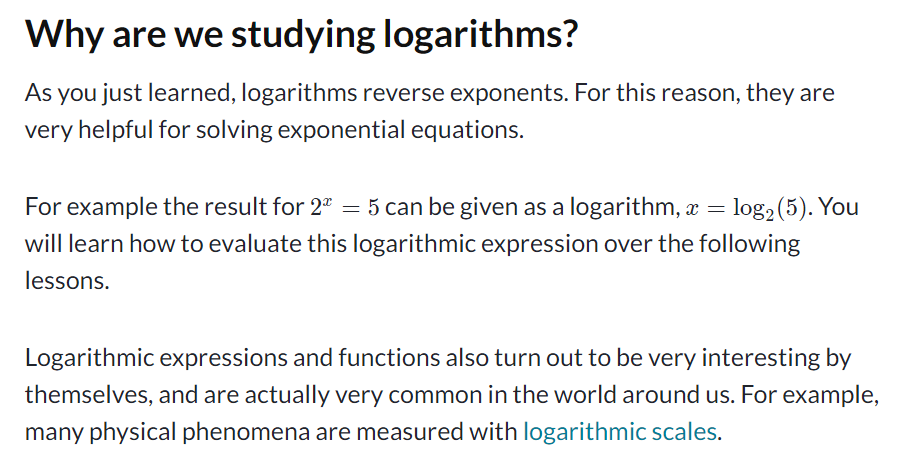 Why are we studying logarithms?
As you just learned, logarithms reverse exponents. For this reason, they are
very helpful for solving exponential equations.
For example the result for 2ˣ = 5 can be given as a logarithm, x = log₂(5). You
will learn how to evaluate this logarithmic expression over the following
lessons.
Logarithmic expressions and functions also turn out to be very interesting by
themselves, and are actually very common in the world around us. For example,
many physical phenomena are measured with logarithmic scales.